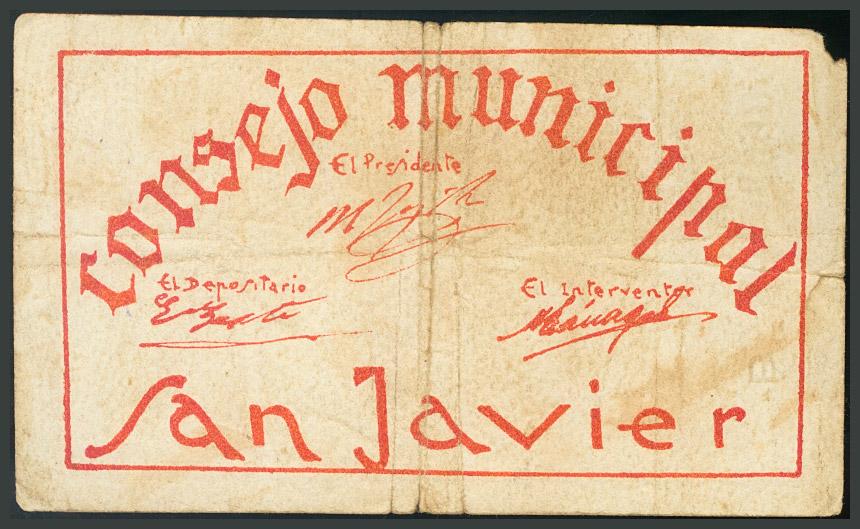 Consejo municipal
El Presidente
El Depositario
El Interventor
San Javier